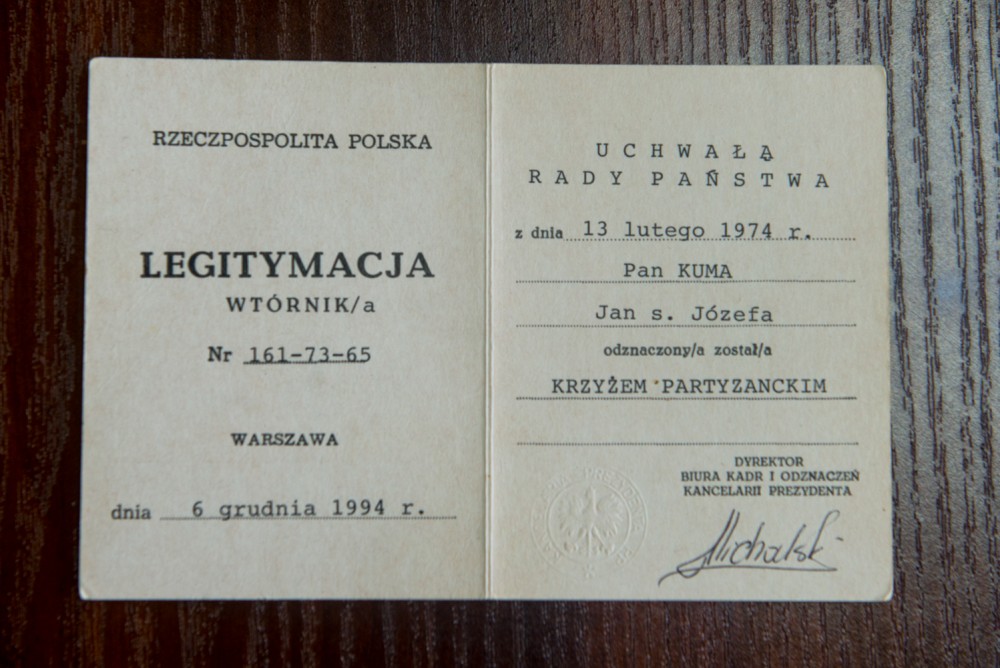 RZECZPOSPOLITA POLSKA
LEGITYMACJA
WTÓRNIK/a
Nr 161-73-65
WARSZAWA
dnia 6 grudnia 1994 r.
UCHWAŁĄ
RADY PAŃSTWA
z dnia 13 lutego 1974 r.
Pan KUMA
Jan s. Józefa
odznaczony/a został/a
KRZYŻEM PARTYZANCKIM
DYREKTOR
BIURA KADR I ODZNACZEŃ
KANCELARII PREZYDENTA
Michalski